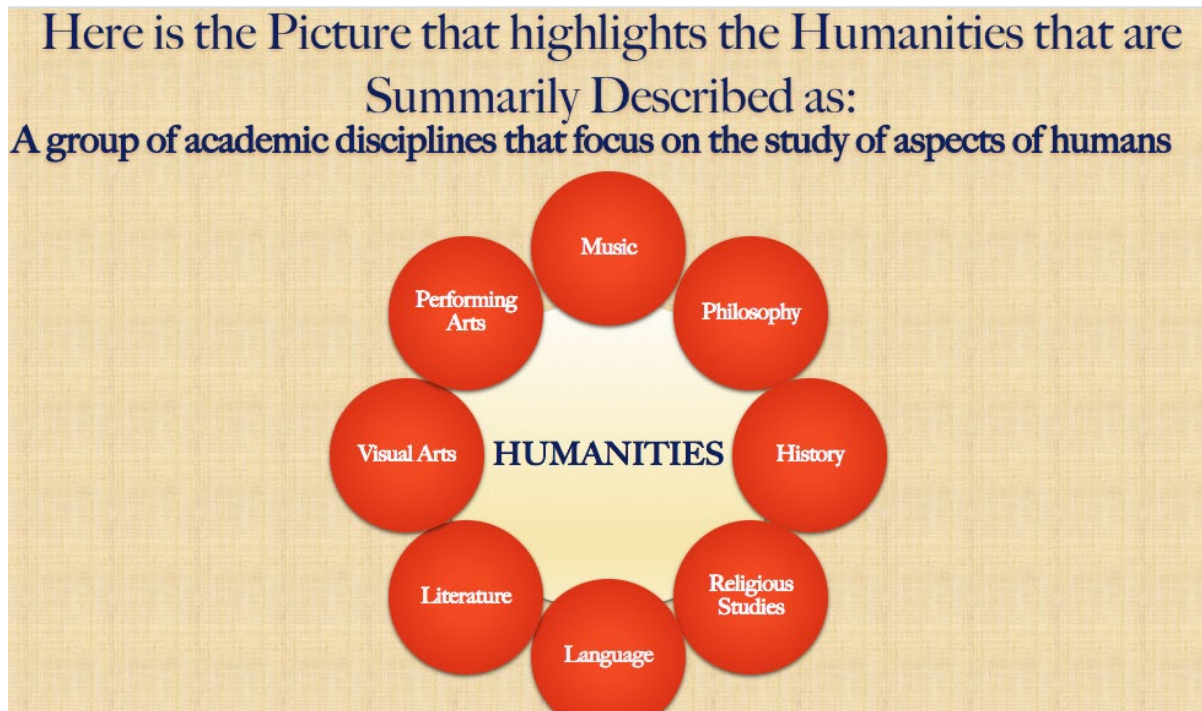 Here is the Picture that highlights the Humanities that are
Summarily Described as:
A group of academic disciplines that focus on the study of aspects of humans
Music
Performing
Arts
Philosophy
Visual Arts
HUMANITIES
History
Literature
Religious
Studies
Language